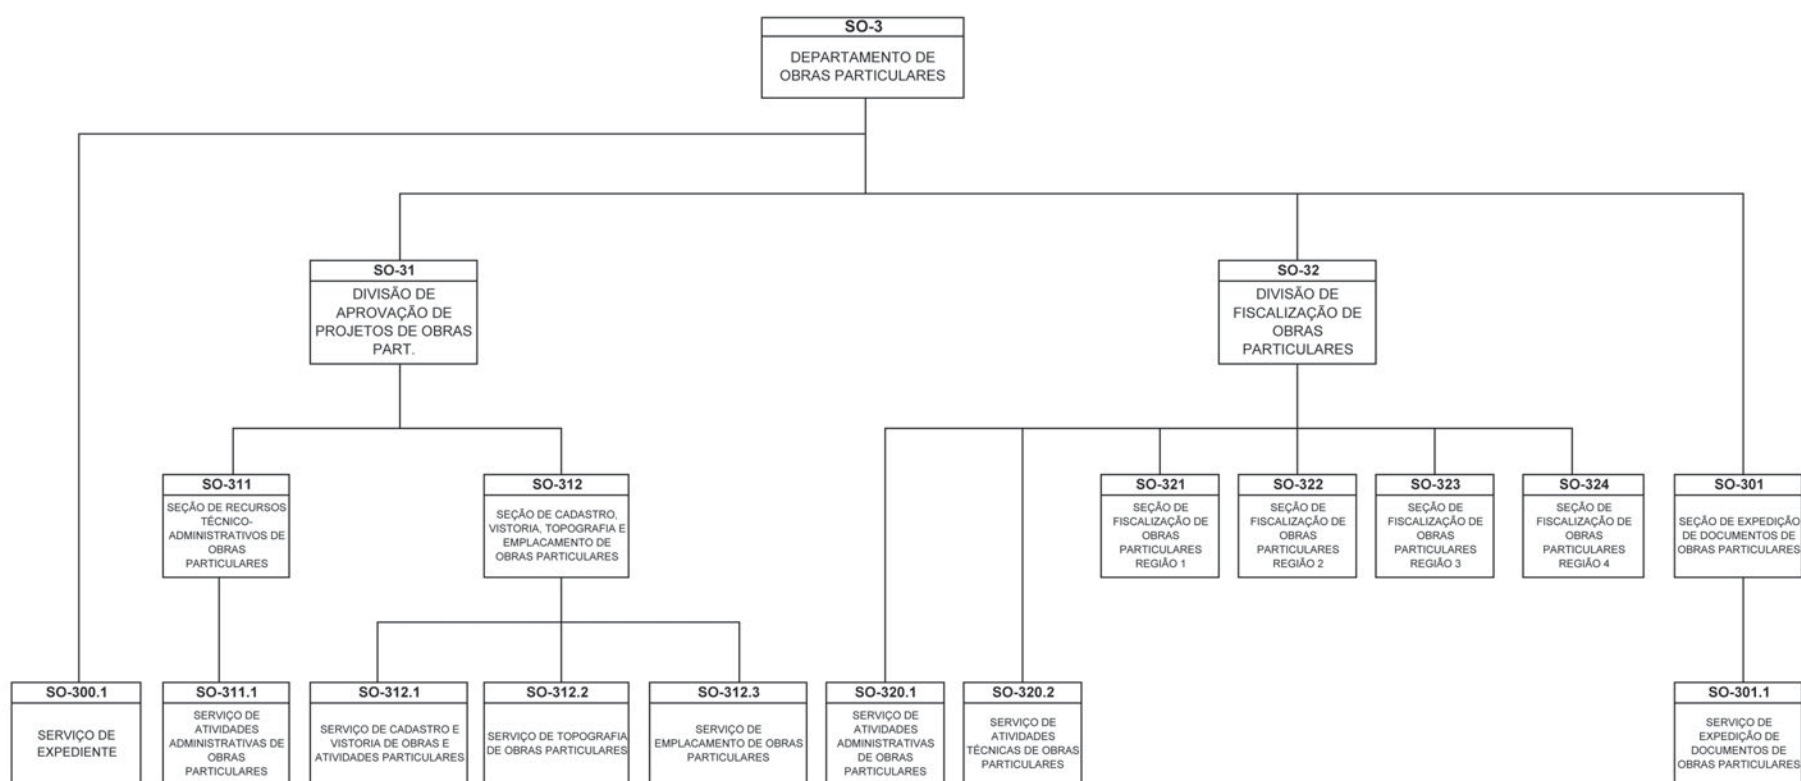 SO-3
DEPARTAMENTO DE
OBRAS PARTICULARES
SO-31
DIVISÃO DE
APROVAÇÃO DE
PROJETOS DE OBRAS
PART.
SO-32
DIVISÃO DE
FISCALIZAÇÃO DE
OBRAS
PARTICULARES
SO-311
SEÇÃO DE RECURSOS
TÉCNICO-
ADMINISTRATIVOS DE
OBRAS
PARTICULARES
SO-312
SEÇÃO DE CADASTRO,
VISTORIA, TOPOGRAFIA E
EMPLACAMENTO DE
OBRAS PARTICULARES
SO-321
SEÇÃO DE
FISCALIZAÇÃO DE
OBRAS
PARTICULARES
REGIÃO 1
SO-322
SEÇÃO DE
FISCALIZAÇÃO DE
OBRAS
PARTICULARES
REGIÃO 2
SO-323
SEÇÃO DE
FISCALIZAÇÃO DE
OBRAS
PARTICULARES
REGIÃO 3
SO-324
SEÇÃO DE
FISCALIZAÇÃO DE
OBRAS
PARTICULARES
REGIÃO 4
SO-301
SEÇÃO DE EXPEDIÇÃO
DE DOCUMENTOS DE
OBRAS PARTICULARES
SO-300.1
SERVIÇO DE
EXPEDIENTE
SO-311.1
SERVIÇO DE
ATIVIDADES
ADMINISTRATIVAS DE
OBRAS
PARTICULARES
SO-312.1
SERVIÇO DE CADASTRO E
VISTORIA DE OBRAS E
ATIVIDADES PARTICULARES
SO-312.2
SERVIÇO DE TOPOGRAFIA
DE OBRAS PARTICULARES
SO-312.3
SERVIÇO DE
EMPLACAMENTO DE OBRAS
PARTICULARES
SO-320.1
SERVIÇO DE
ATIVIDADES
ADMINISTRATIVAS
DE OBRAS
PARTICULARES
SO-320.2
SERVIÇO DE
ATIVIDADES
TÉCNICAS DE OBRAS
PARTICULARES
SO-301.1
SERVIÇO DE
EXPEDIÇÃO DE
DOCUMENTOS DE
OBRAS PARTICULARES